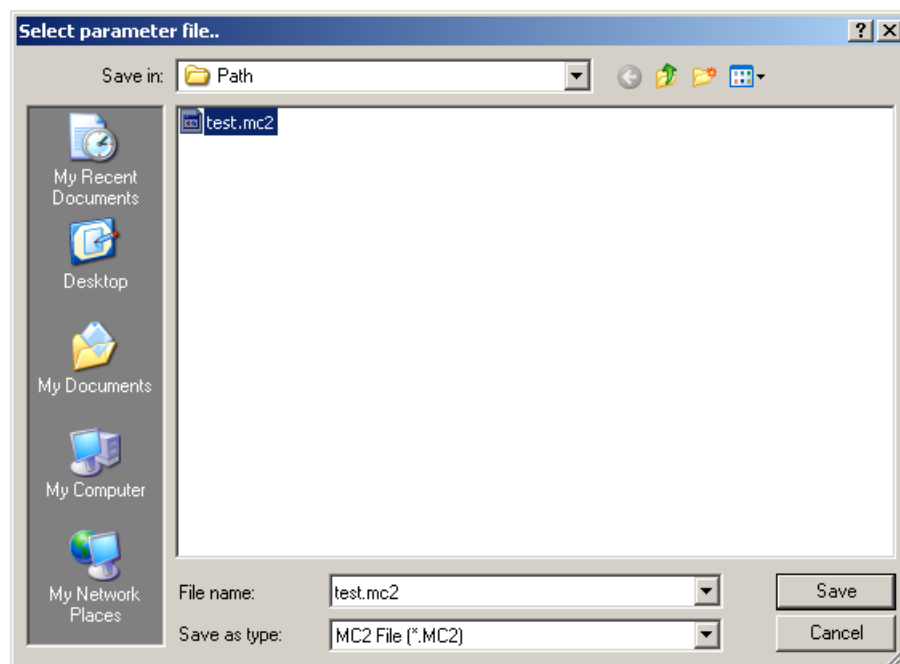 Select parameter file..
Save in:
Path
test.mc2
My Recent
Documents
Desktop
My Documents
My Computer
My Network
Places
File name:
test.mc2
Save
Save as type:
MC2 File (*.MC2)
Cancel